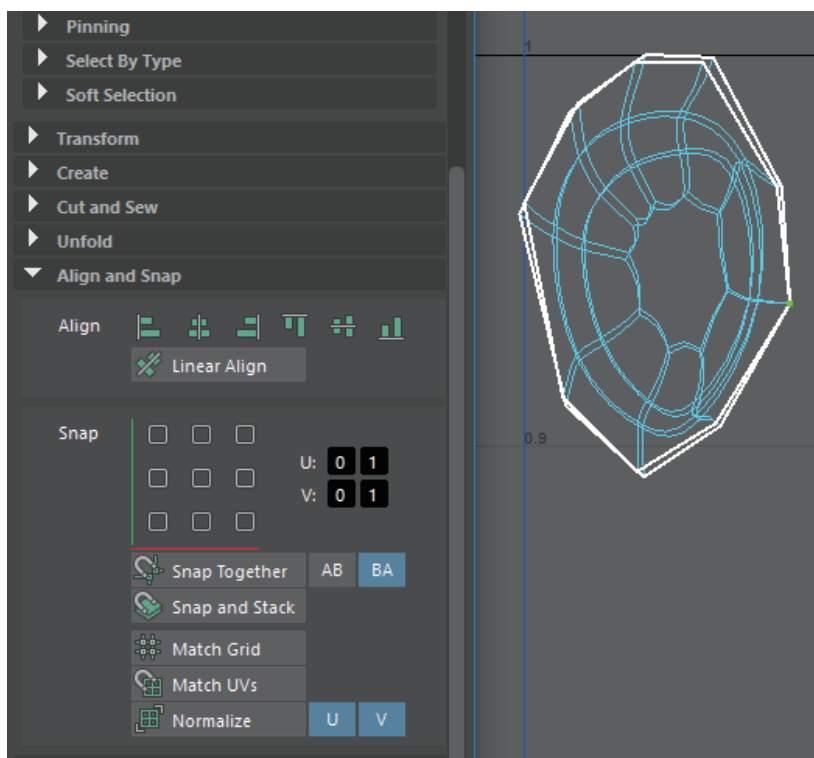 Pinning
Select By Type
Soft Selection
Transform
Create
Cut and Sew
Unfold
Align and Snap
Align
Linear Align
Snap
U: 0 1
V: 0 1
Snap Together AB BA
Snap and Stack
Match Grid
Match UVs
Normalize U V
1
0.9